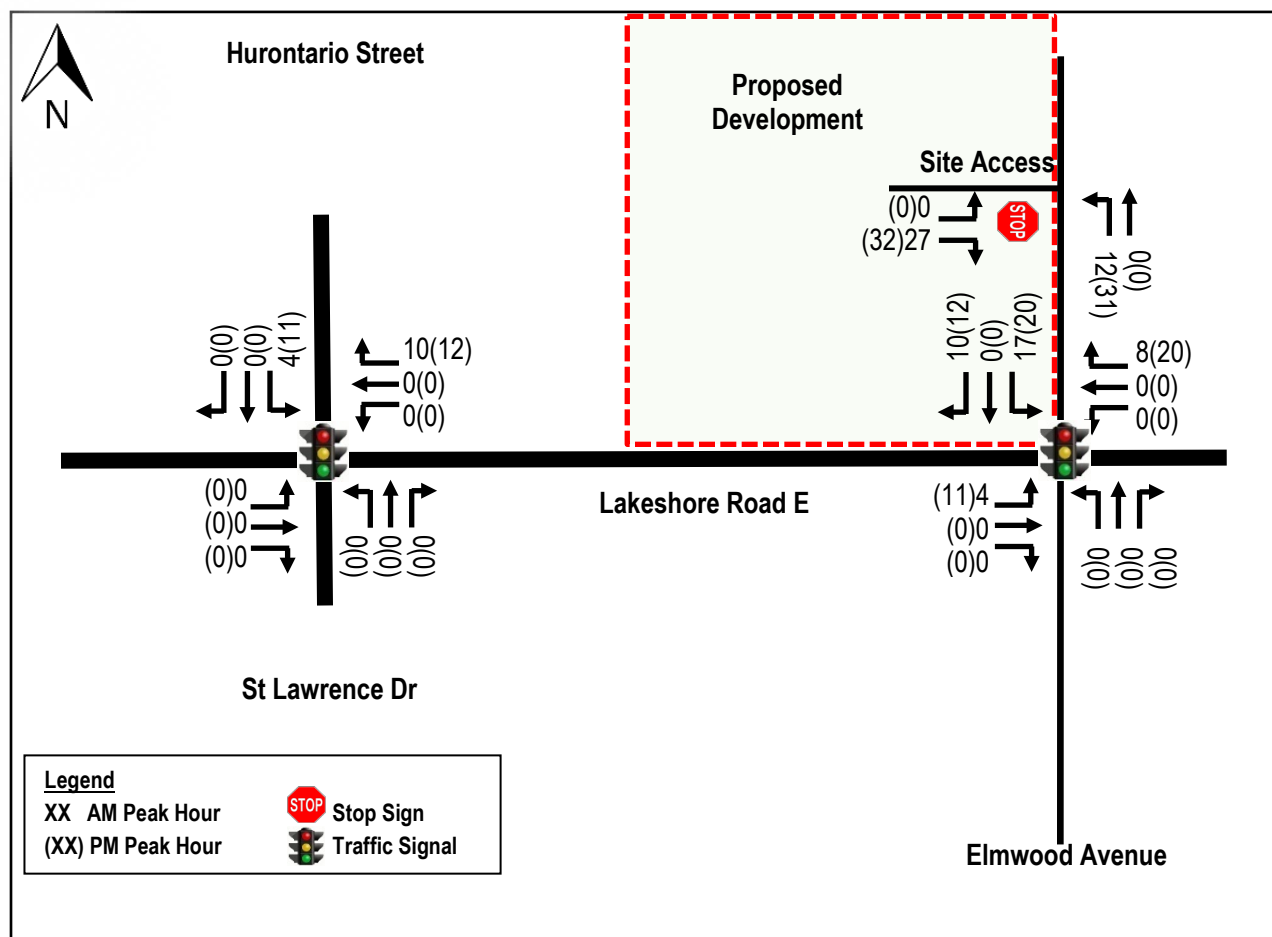 Hurontario Street
N
Proposed
Development
Site Access
(0)0
(32)27
STOP
12(31)
0(0)
0(0)
0(0)
4(11)
10(12)
0(0)
0(0)
10(12)
0(0)
17(20)
8(20)
0(0)
0(0)
(0)0
(0)0
(0)0
0(0)
0(0)
0(0)
Lakeshore Road E
(11)4
(0)0
(0)0
0(0)
0(0)
0(0)
St Lawrence Dr
Elmwood Avenue
Legend
XX AM Peak Hour
STOP Stop Sign
(XX) PM Peak Hour
Traffic Signal